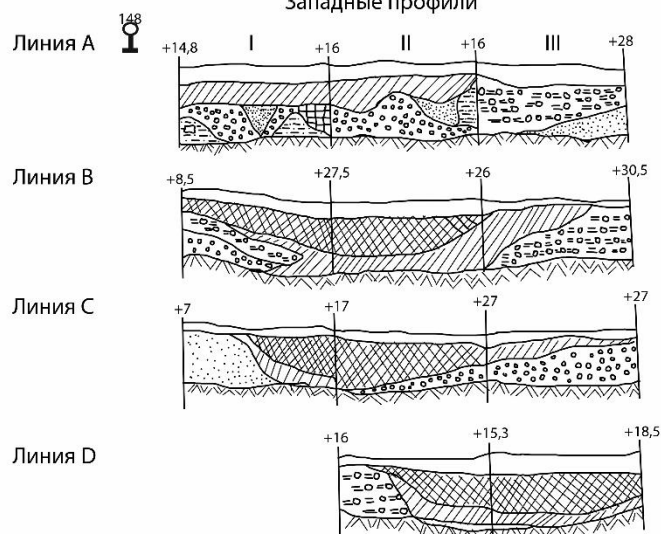 Западные профили
148
Линия A
+14,8 I +16 II +16 III +28
Линия B
+8,5 +27,5 +26 +30,5
Линия C
+7 +17 +27 +27
Линия D
+16 +15,3 +18,5